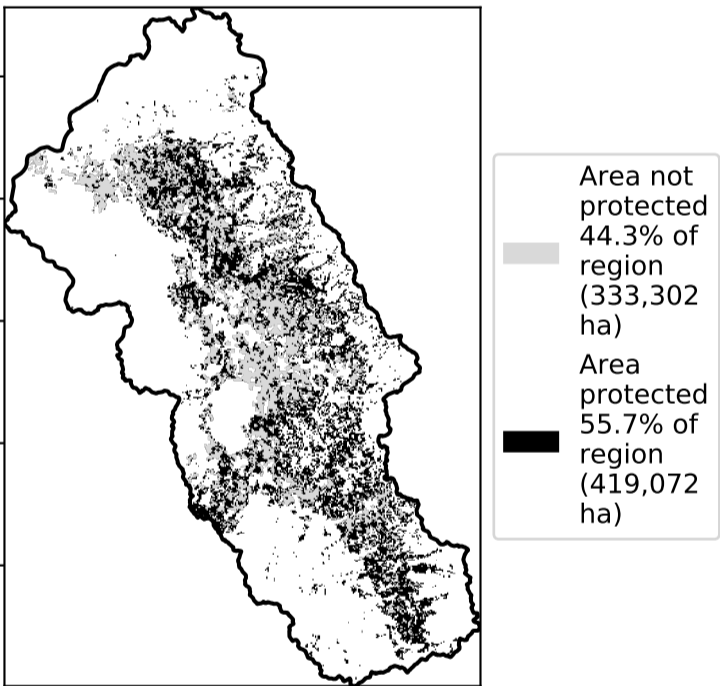 Area not
protected
44.3% of
region
(333,302
ha)
Area
protected
55.7% of
region
(419,072
ha)